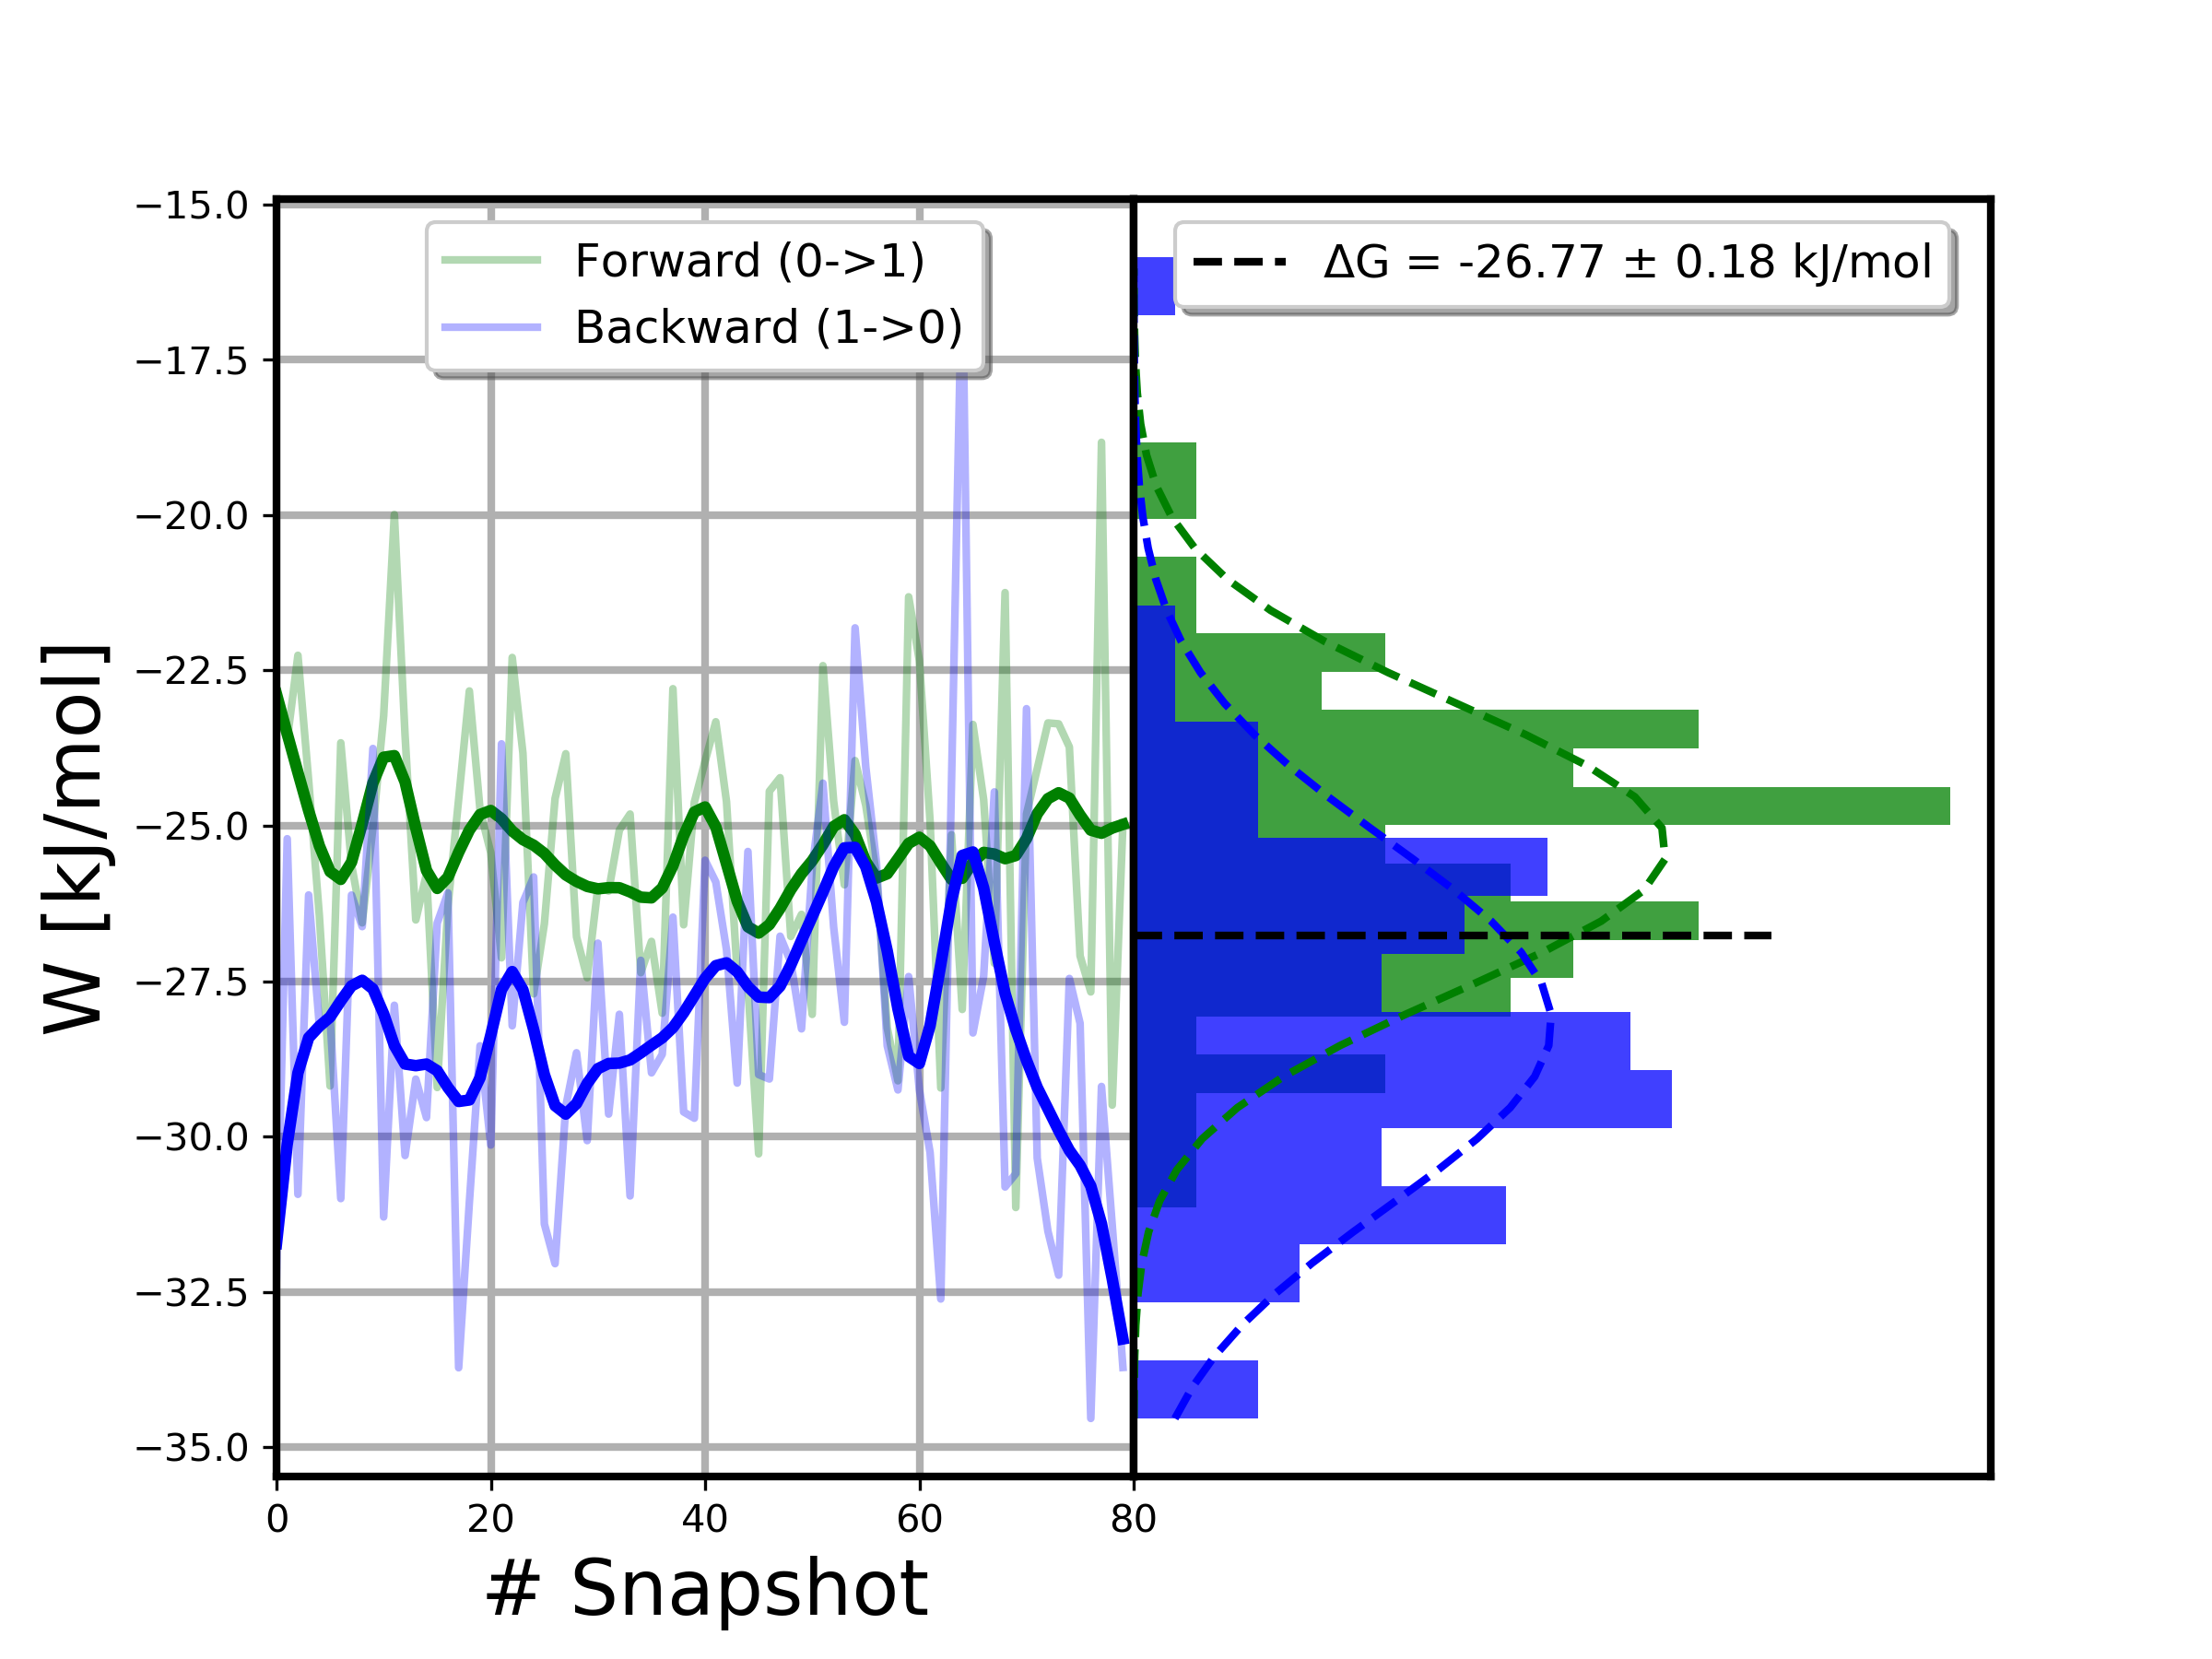 Forward (0->1)
Backward (1->0)
ΔG = -26.77 ± 0.18 kJ/mol
W [kJ/mol]
−15.0
−17.5
−20.0
−22.5
−25.0
−27.5
−30.0
−32.5
−35.0
0 20 40 60 80
# Snapshot